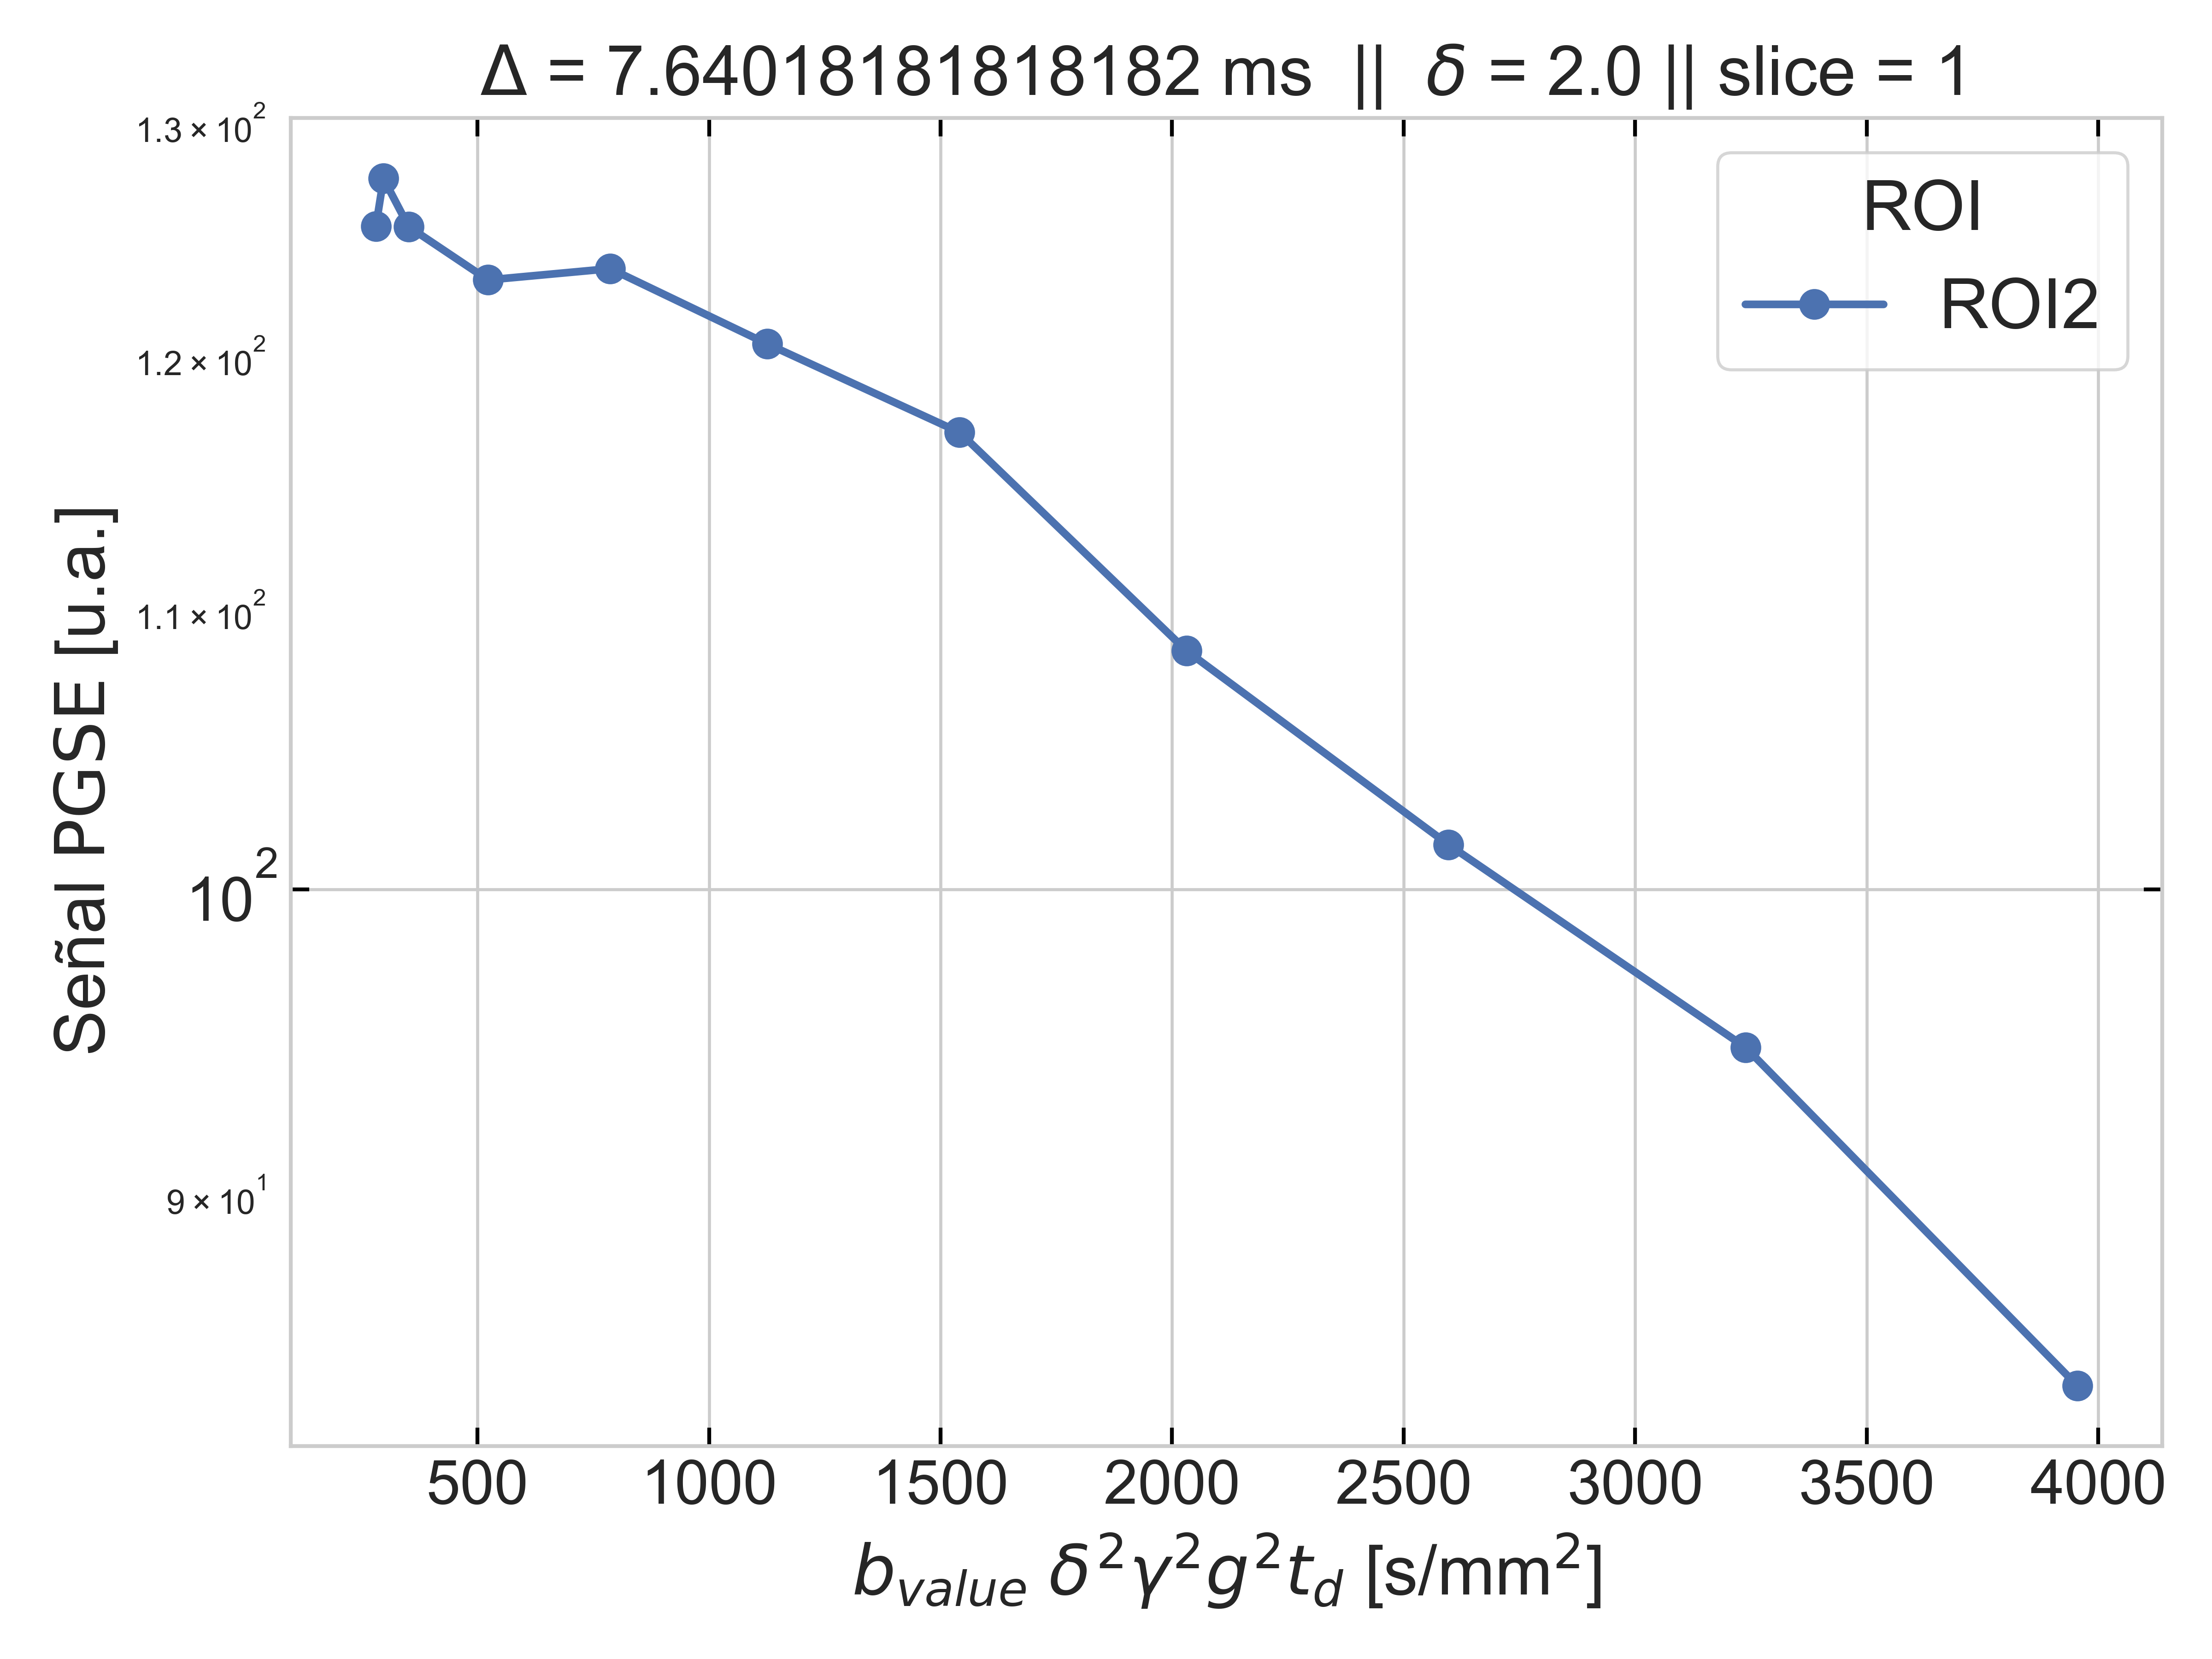 Δ = 7.640181818181812 ms || δ = 2.0 || slice = 1
1.3 × 10²
1.2 × 10²
1.1 × 10²
10²
9 × 10¹
Señal PGSE [u.a.]
ROI
ROI2
500 1000 1500 2000 2500 3000 3500 4000
b_value δ²γ²g²t_d [s/mm²]